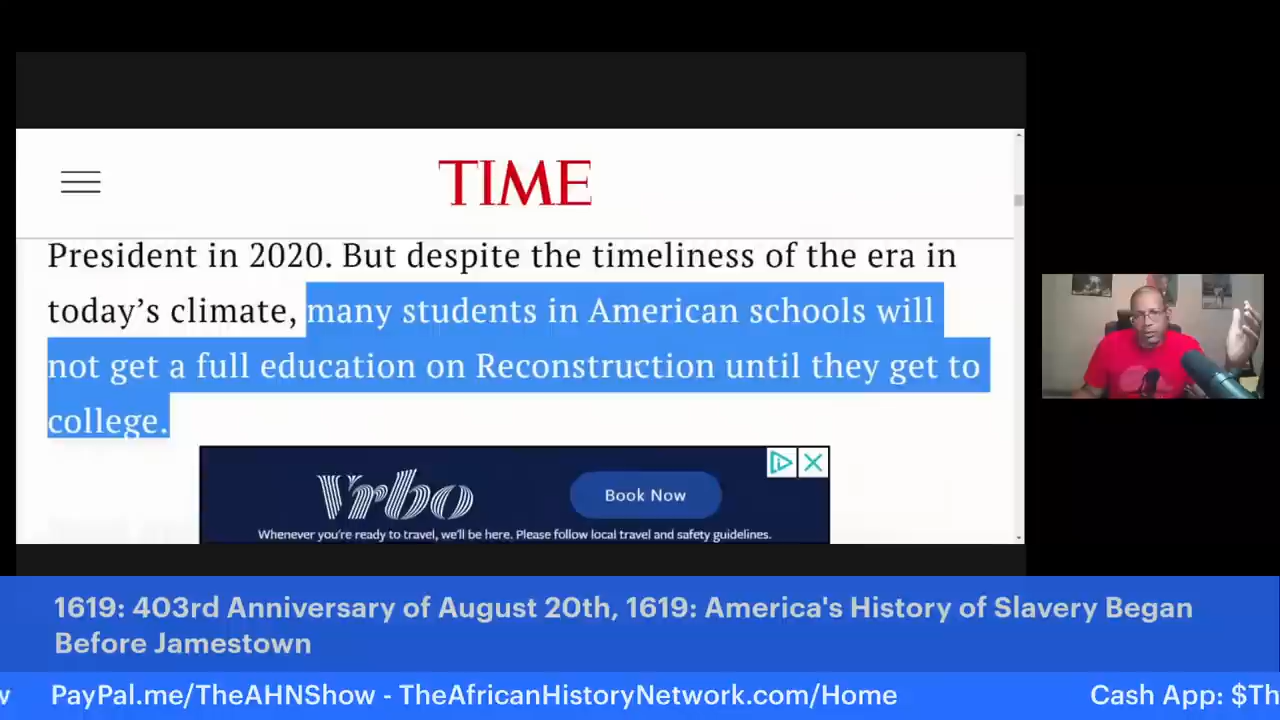 TIME
President in 2020. But despite the timeliness of the era in
today's climate, many students in American schools will
not get a full education on Reconstruction until they get to
college.
Vrbo
Book Now
Whenever you're ready to travel, we'll be here. Please follow local travel and safety guidelines.
1619: 403rd Anniversary of August 20th, 1619: America's History of Slavery Began
Before Jamestown
w PayPal.me/TheAHNShow - TheAfricanHistoryNetwork.com/Home Cash App: $Th